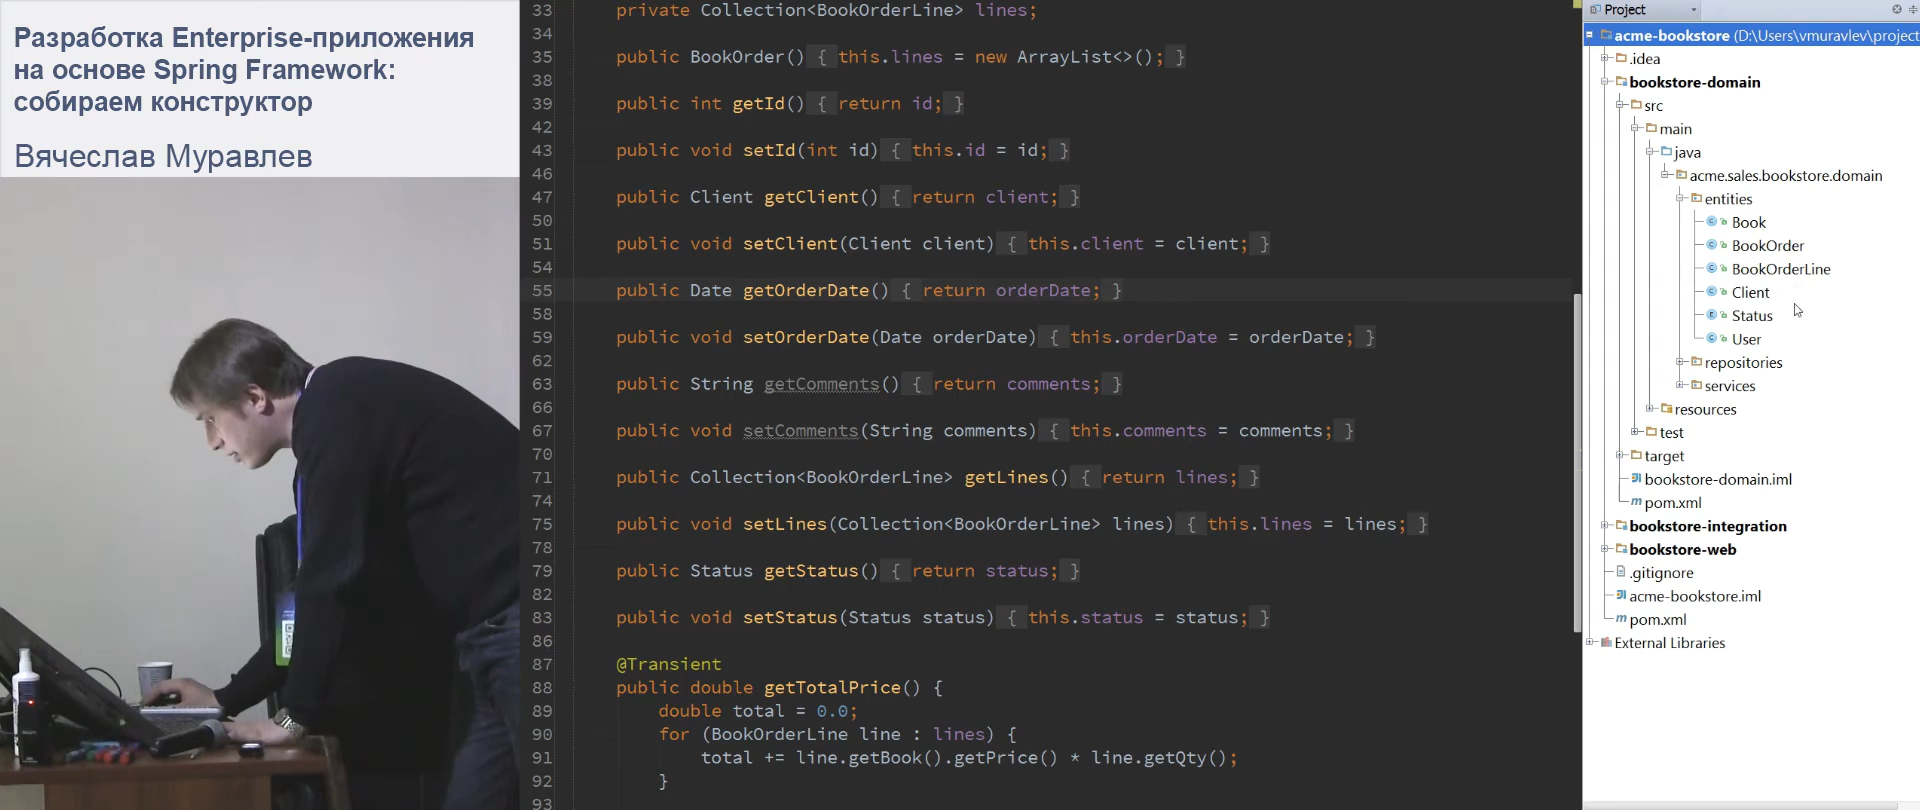 Разработка Enterprise-приложения
на основе Spring Framework:
собираем конструктор
Вячеслав Муравлев
33 private Collection<BookOrderLine> lines;
34
35 public BookOrder() { this.lines = new ArrayList<>(); }
38
39 public int getId() { return id; }
42
43 public void setId(int id) { this.id = id; }
46
47 public Client getClient() { return client; }
50
51 public void setClient(Client client) { this.client = client; }
54
55 public Date getOrderDate() { return orderDate; }
58
59 public void setOrderDate(Date orderDate) { this.orderDate = orderDate; }
62
63 public String getComments() { return comments; }
66
67 public void setComments(String comments) { this.comments = comments; }
70
71 public Collection<BookOrderLine> getLines() { return lines; }
74
75 public void setLines(Collection<BookOrderLine> lines) { this.lines = lines; }
78
79 public Status getStatus() { return status; }
82
83 public void setStatus(Status status) { this.status = status; }
86
87 @Transient
88 public double getTotalPrice() {
89 double total = 0.0;
90 for (BookOrderLine line : lines) {
91 total += line.getBook().getPrice() * line.getQty();
92 }
93
Project
acme-bookstore (D:\Users\vmuravlev\project
.idea
bookstore-domain
src
main
java
acme.sales.bookstore.domain
entities
Book
BookOrder
BookOrderLine
Client
Status
User
repositories
services
resources
test
target
bookstore-domain.iml
pom.xml
bookstore-integration
bookstore-web
.gitignore
acme-bookstore.iml
pom.xml
External Libraries